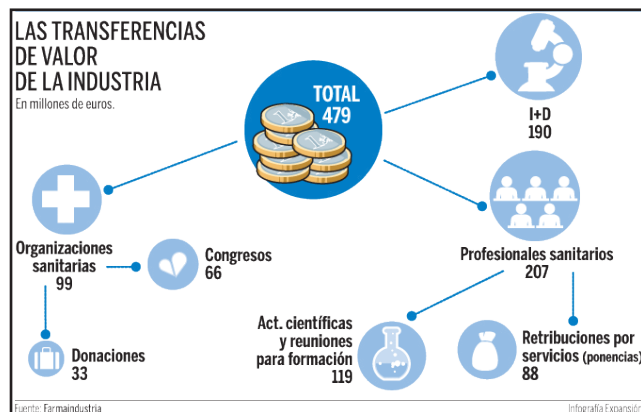 LAS TRANSFERENCIAS
DE VALOR
DE LA INDUSTRIA
En millones de euros.
TOTAL
479
I+D
190
Organizaciones
sanitarias
99
Congresos
66
Donaciones
33
Profesionales sanitarios
207
Act. científicas
y reuniones
para formación
119
Retribuciones por
servicios (ponencias)
88
Fuente: Farmaindustria
Infografía Expansión